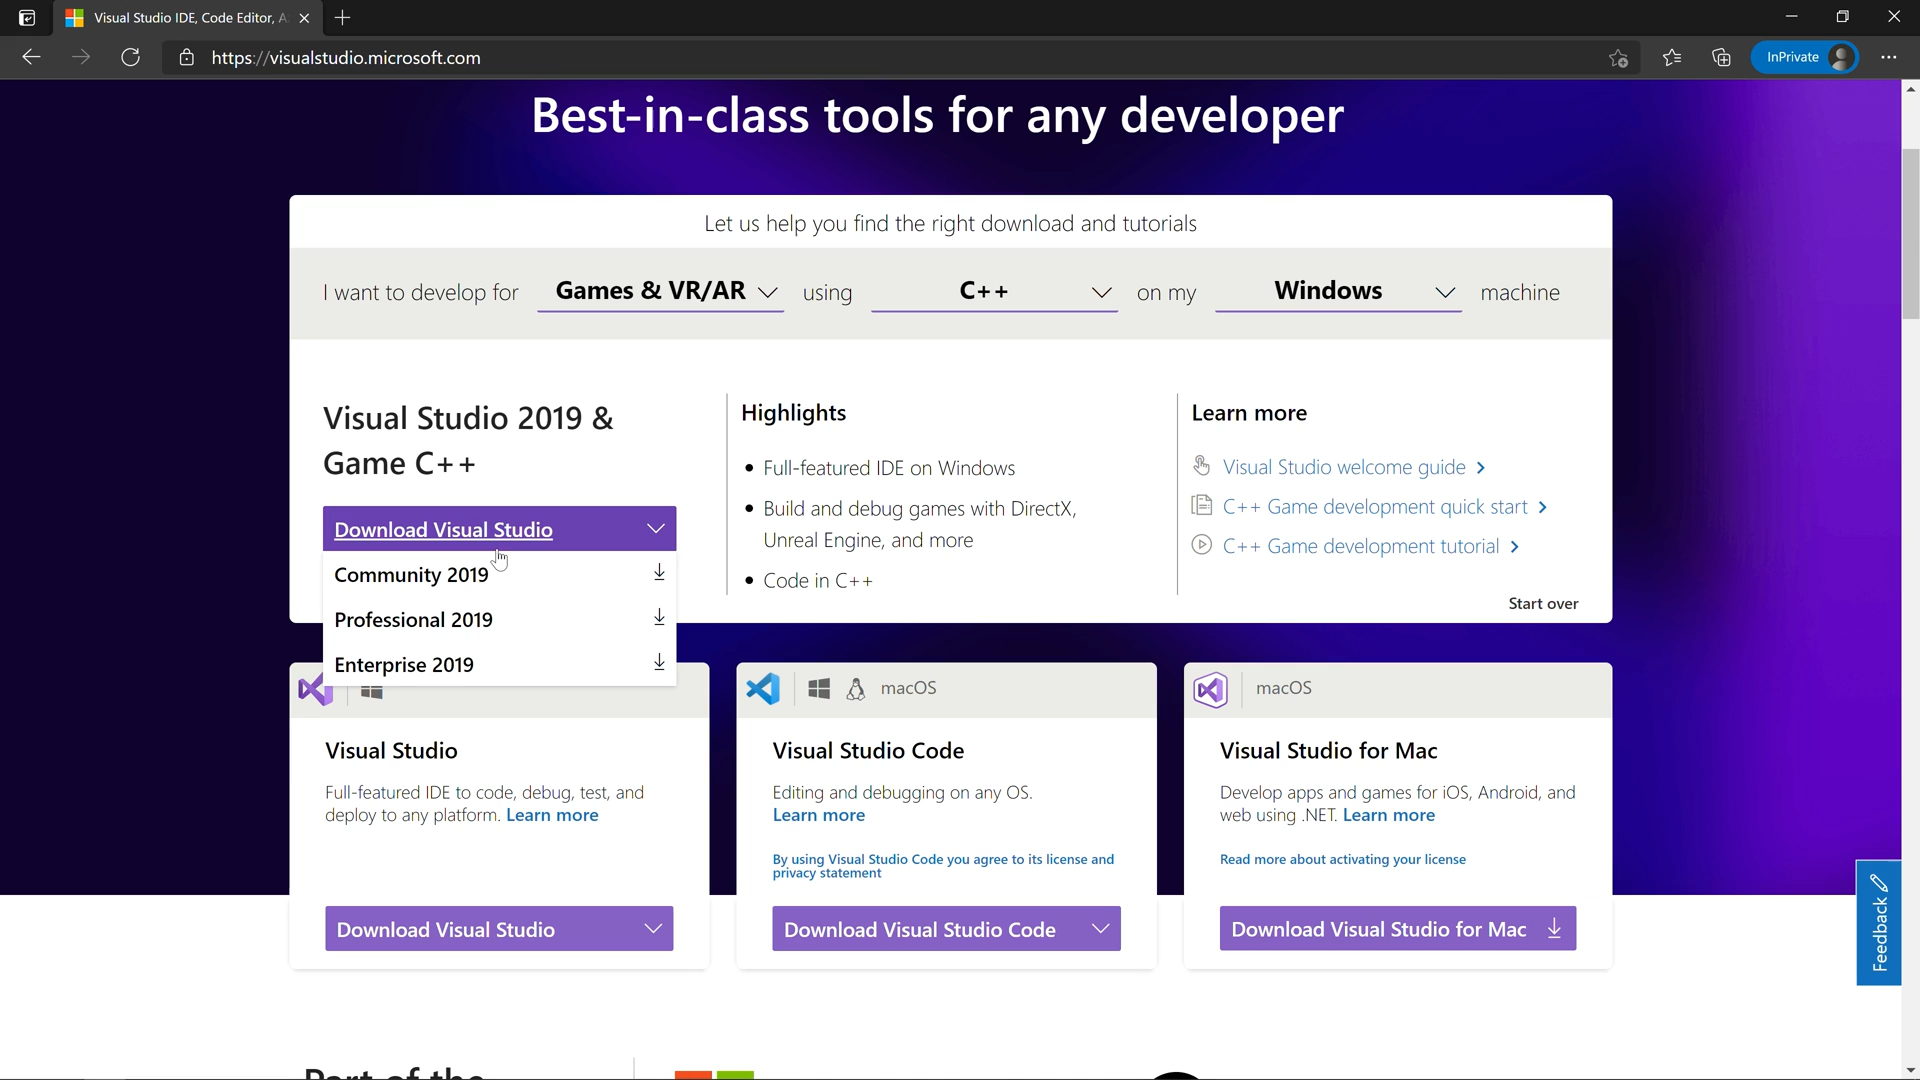 Visual Studio IDE, Code Editor, A
https://visualstudio.microsoft.com
InPrivate
Best-in-class tools for any developer
Let us help you find the right download and tutorials
I want to develop for Games & VR/AR using C++ on my Windows machine
Visual Studio 2019 &
Game C++
Download Visual Studio
Community 2019
Professional 2019
Enterprise 2019
Highlights
Full-featured IDE on Windows
Build and debug games with DirectX,
Unreal Engine, and more
Code in C++
Learn more
Visual Studio welcome guide
C++ Game development quick start
C++ Game development tutorial
Start over
Visual Studio
Full-featured IDE to code, debug, test, and
deploy to any platform. Learn more
Download Visual Studio
macOS
Visual Studio Code
Editing and debugging on any OS.
Learn more
By using Visual Studio Code you agree to its license and
privacy statement
Download Visual Studio Code
macOS
Visual Studio for Mac
Develop apps and games for iOS, Android, and
web using .NET. Learn more
Read more about activating your license
Download Visual Studio for Mac
Feedback
Part of the